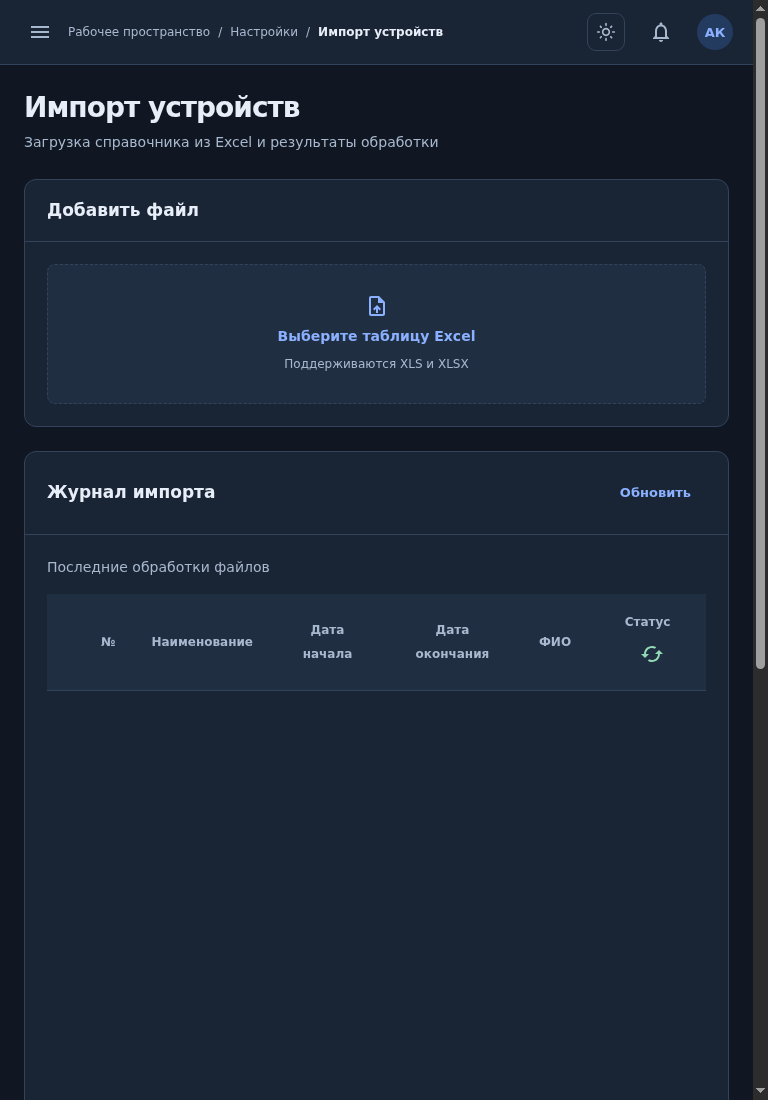 Рабочее пространство / Настройки / Импорт устройств
АК
Импорт устройств
Загрузка справочника из Excel и результаты обработки
Добавить файл
Выберите таблицу Excel
Поддерживаются XLS и XLSX
Журнал импорта
Обновить
Последние обработки файлов
№
Наименование
Дата
начала
Дата
окончания
ФИО
Статус